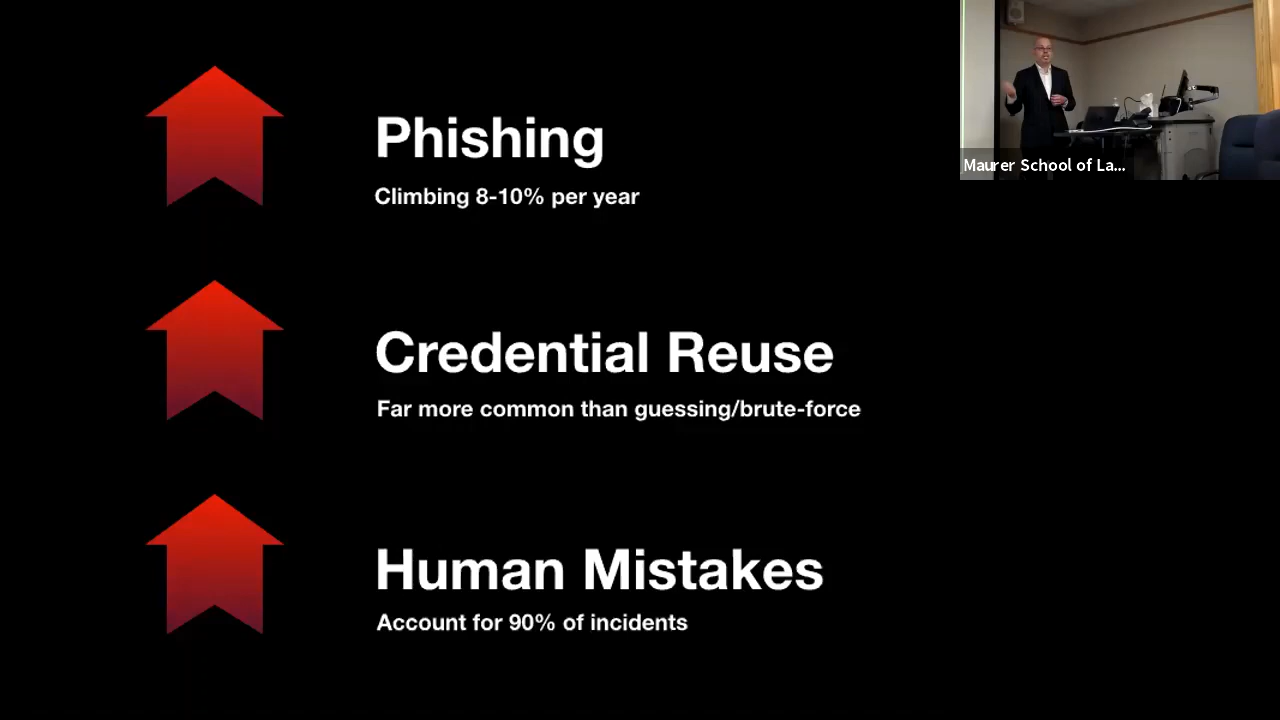 Phishing
Climbing 8-10% per year
Credential Reuse
Far more common than guessing/brute-force
Human Mistakes
Account for 90% of incidents
Maurer School of La...